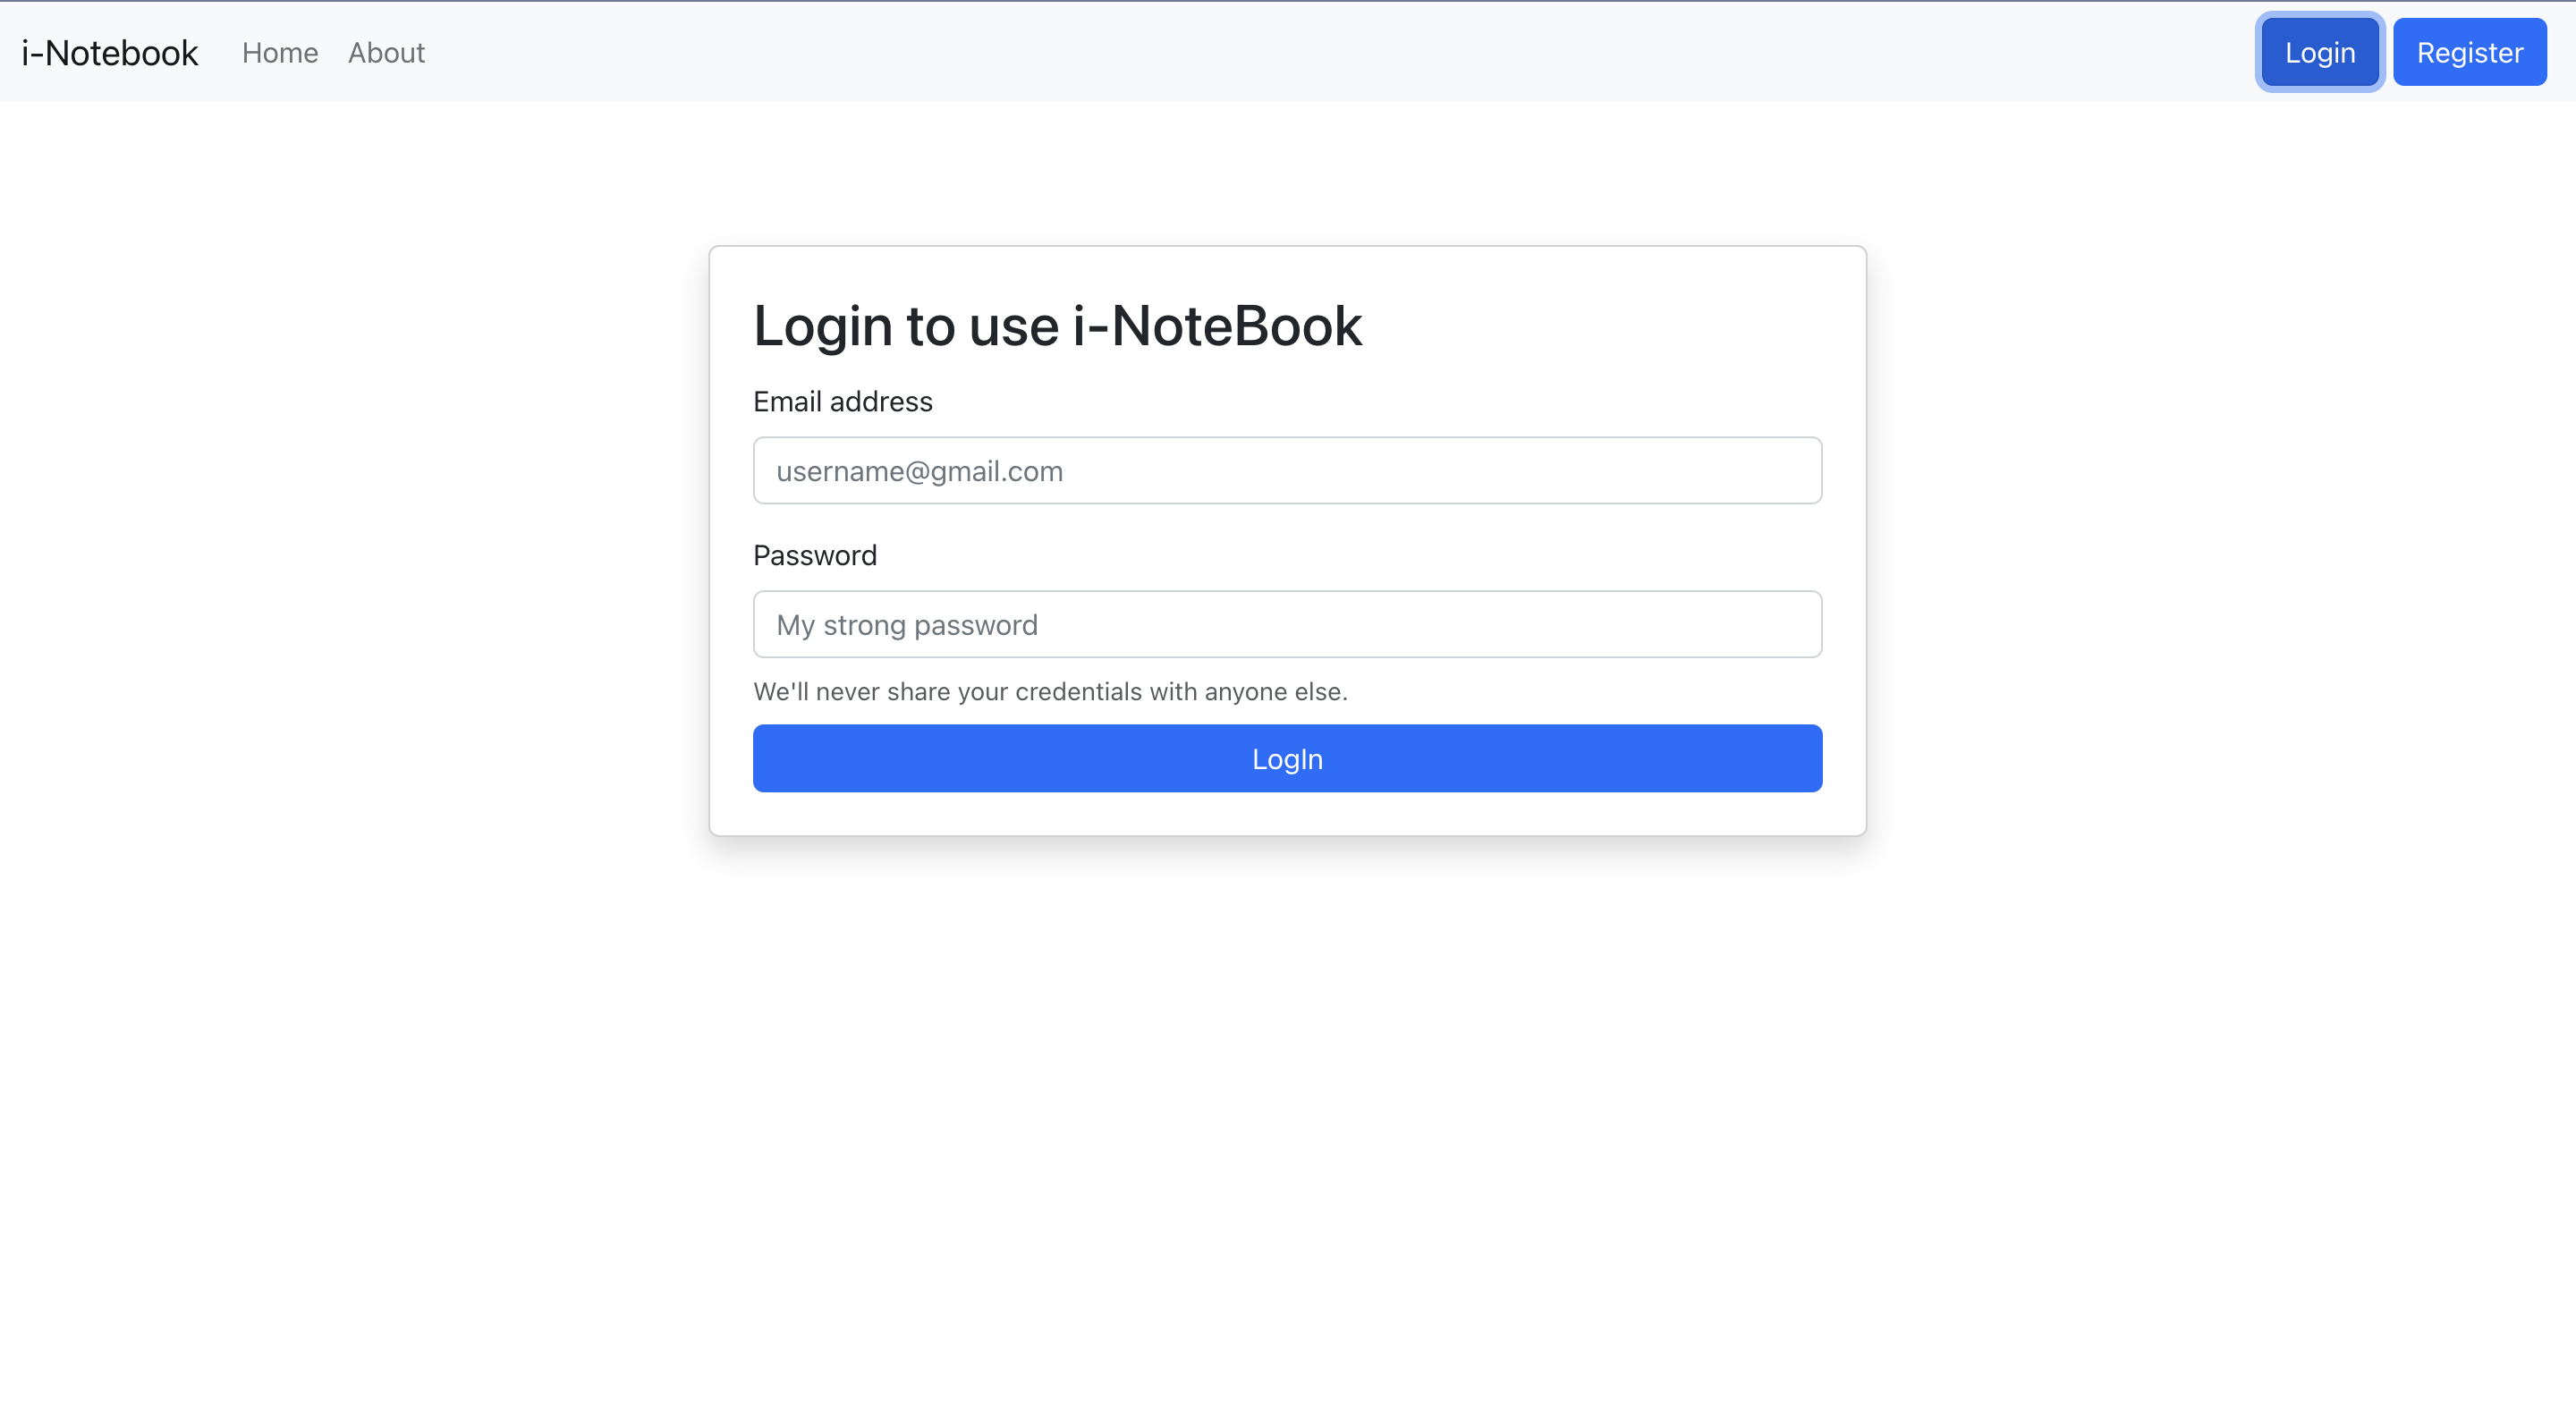 i-Notebook Home About Login Register
Login to use i-NoteBook
Email address
username@gmail.com
Password
My strong password
We'll never share your credentials with anyone else.
LogIn